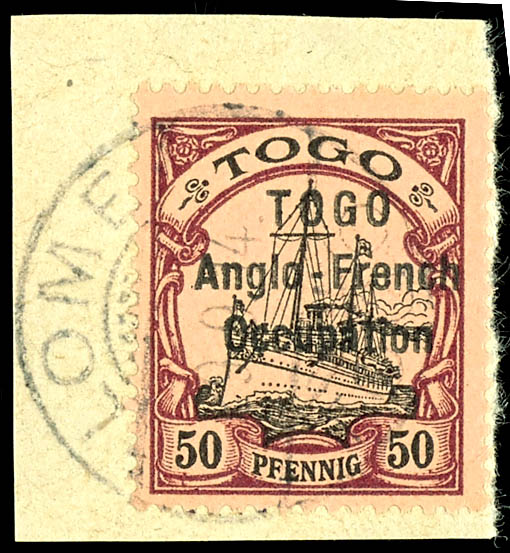 TOGO
TOGO
Anglo-French
Occupation
50 PFENNIG 50
LOME